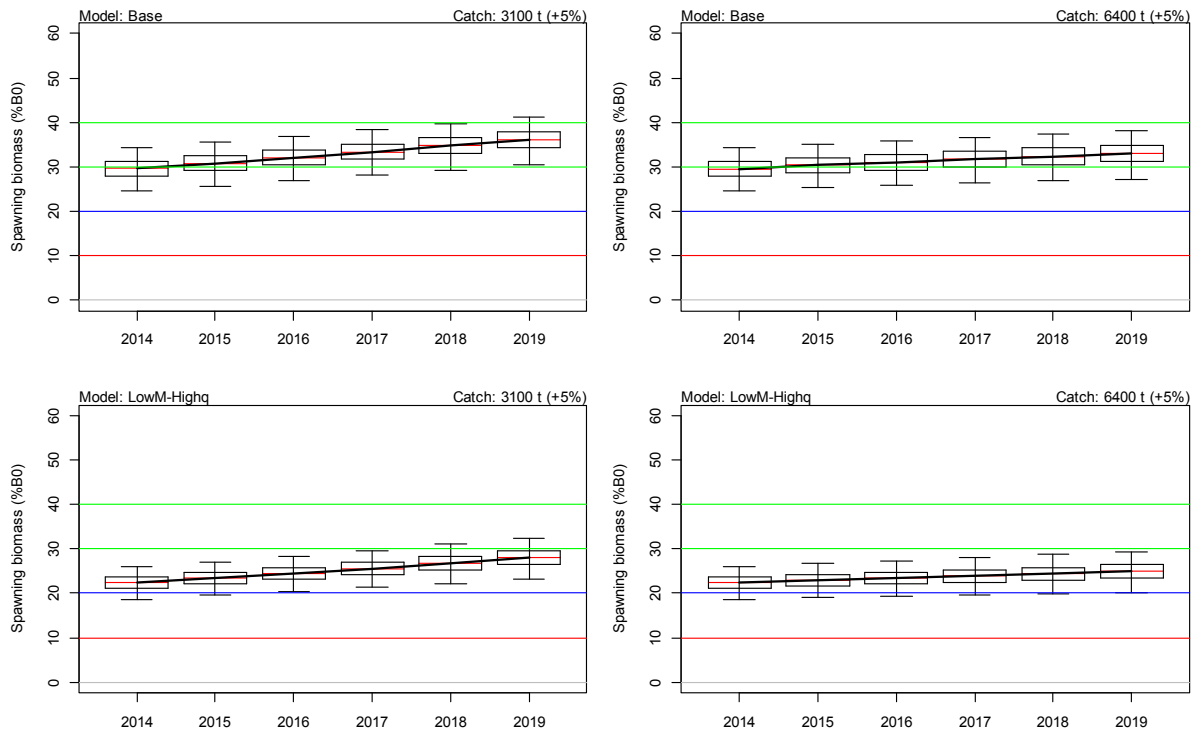 Model: Base Catch: 3100 t (+5%)
Spawning biomass (%B0)
60
50
40
30
20
10
0
2014 2015 2016 2017 2018 2019
Model: Base Catch: 6400 t (+5%)
Spawning biomass (%B0)
60
50
40
30
20
10
0
2014 2015 2016 2017 2018 2019
Model: LowM-Highq Catch: 3100 t (+5%)
Spawning biomass (%B0)
60
50
40
30
20
10
0
2014 2015 2016 2017 2018 2019
Model: LowM-Highq Catch: 6400 t (+5%)
Spawning biomass (%B0)
60
50
40
30
20
10
0
2014 2015 2016 2017 2018 2019